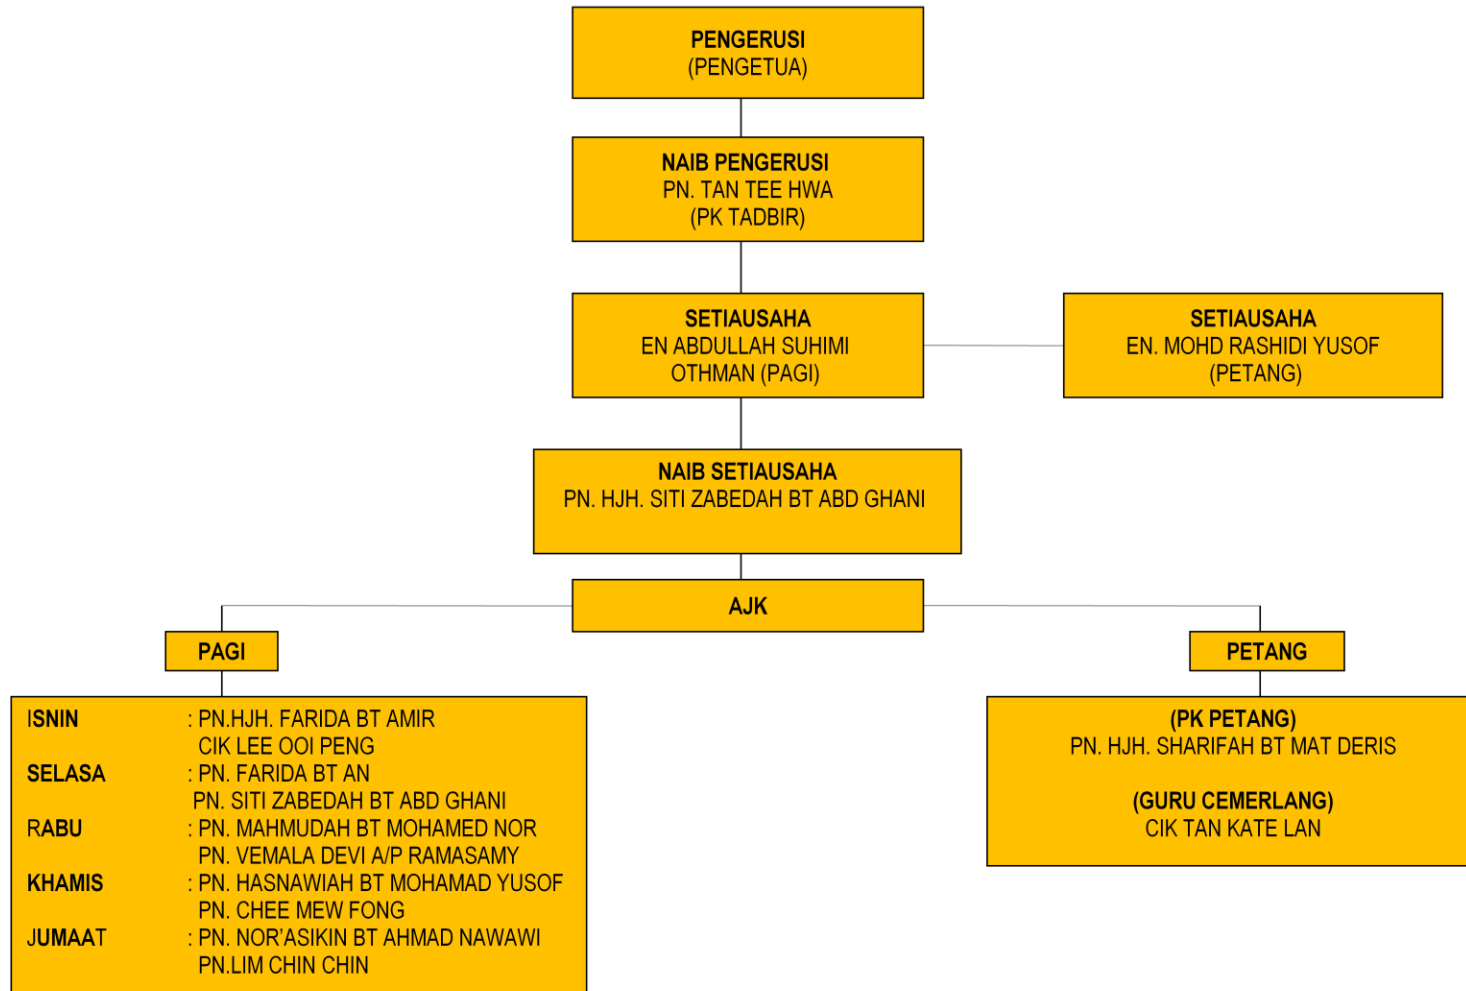 PENGERUSI
(PENGETUA)
NAIB PENGERUSI
PN. TAN TEE HWA
(PK TADBIR)
SETIAUSAHA
EN ABDULLAH SUHIMI
OTHMAN (PAGI)
SETIAUSAHA
EN. MOHD RASHIDI YUSOF
(PETANG)
NAIB SETIAUSAHA
PN. HJH. SITI ZABEDAH BT ABD GHANI
AJK
PAGI
PETANG
ISNIN : PN.HJH. FARIDA BT AMIR
CIK LEE OOI PENG
SELASA : PN. FARIDA BT AN
PN. SITI ZABEDAH BT ABD GHANI
RABU : PN. MAHMUDAH BT MOHAMED NOR
PN. VEMALA DEVI A/P RAMASAMY
KHAMIS : PN. HASNAWIAH BT MOHAMAD YUSOF
PN. CHEE MEW FONG
JUMAAT : PN. NOR’ASIKIN BT AHMAD NAWAWI
PN.LIM CHIN CHIN
(PK PETANG)
PN. HJH. SHARIFAH BT MAT DERIS
(GURU CEMERLANG)
CIK TAN KATE LAN